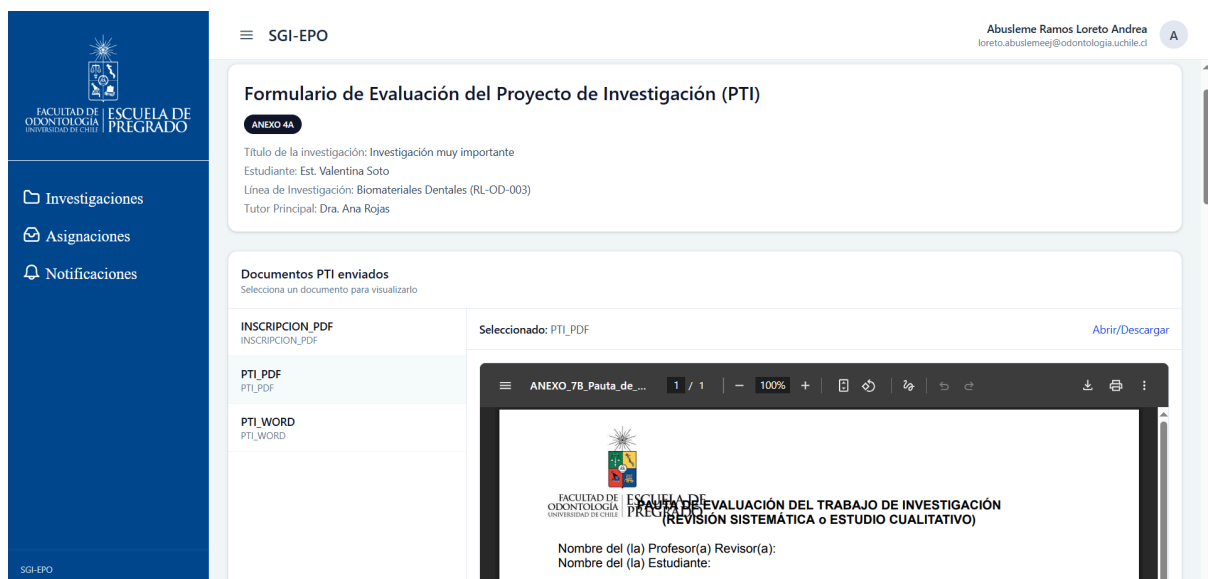 FACULTAD DE ODONTOLOGÍA
UNIVERSIDAD DE CHILE
ESCUELA DE PREGRADO
Investigaciones
Asignaciones
Notificaciones
SGI-EPO
SGI-EPO
Abusleme Ramos Loreto Andrea
loreto.abuslemeej@odontologia.uchile.cl
A
Formulario de Evaluación del Proyecto de Investigación (PTI)
ANEXO 4A
Título de la investigación: Investigación muy importante
Estudiante: Est. Valentina Soto
Línea de Investigación: Biomateriales Dentales (RL-OD-003)
Tutor Principal: Dra. Ana Rojas
Documentos PTI enviados
Selecciona un documento para visualizarlo
INSCRIPCION_PDF
INSCRIPCION_PDF
PTI_PDF
PTI_PDF
PTI_WORD
PTI_WORD
Seleccionado: PTI_PDF
Abrir/Descargar
ANEXO_7B_Pauta_de_...
1 / 1
100%
FACULTAD DE ODONTOLOGÍA
UNIVERSIDAD DE CHILE
ESCUELA DE PREGRADO
PAUTA DE EVALUACIÓN DEL TRABAJO DE INVESTIGACIÓN
(REVISIÓN SISTEMÁTICA o ESTUDIO CUALITATIVO)
Nombre del (la) Profesor(a) Revisor(a):
Nombre del (la) Estudiante: